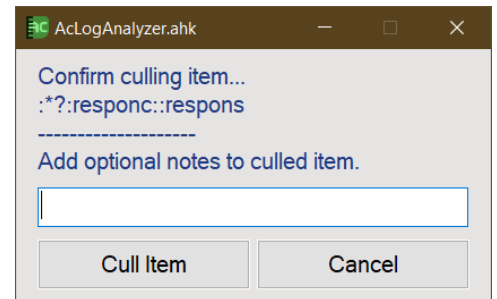 AcLogAnalyzer.ahk
Confirm culling item...
:*?:responc::respons
--------------------
Add optional notes to culled item.
Cull Item Cancel